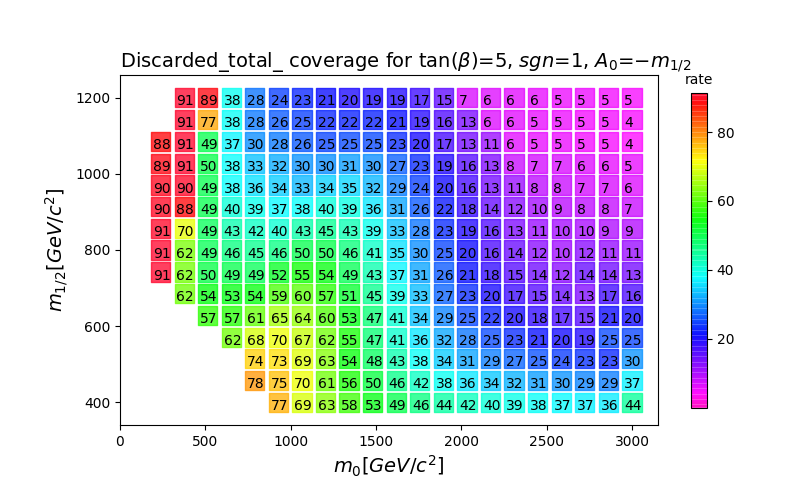 Discarded_total_ coverage for tan(β)=5, sgn=1, A₀=−m₁/₂
rate
1200
91 89 38 28 24 23 21 20 19 19 17 15 7 6 6 6 5 5 5 5
91 77 38 28 26 25 22 22 22 21 19 16 13 6 6 5 5 5 5 4
80
88 91 49 37 30 28 26 25 25 25 23 20 17 13 11 6 5 5 5 4
1000
89 91 50 38 33 32 30 30 31 30 27 23 19 16 13 8 7 7 6 5
90 90 49 38 36 34 33 34 35 32 29 24 20 16 13 11 8 8 7 7 6
90 88 49 40 39 37 38 40 39 36 31 26 22 18 14 12 10 9 8 8 7
60
91 70 49 43 42 40 43 45 43 39 33 28 23 19 16 13 11 10 10 9 9
800
91 62 49 46 45 46 50 50 46 40 34 30 25 20 16 14 12 10 12 11 11
91 62 50 49 49 52 55 54 49 43 37 31 26 21 18 15 14 12 14 14 13
40
62 54 53 54 59 60 57 51 45 39 33 27 23 20 17 15 14 13 17 16
57 57 61 65 64 60 53 47 41 34 29 25 22 20 18 17 15 21 20
600
62 68 70 67 62 55 47 41 36 32 28 25 23 21 20 19 25 25
20
74 73 69 63 54 48 43 38 34 31 29 27 25 24 23 23 30
78 75 70 61 56 50 46 42 38 36 34 32 31 30 29 29 37
400
77 69 63 58 53 49 46 44 42 40 39 38 37 37 36 44
0 500 1000 1500 2000 2500 3000
m₀[GeV/c²]
m₁/₂[GeV/c²]